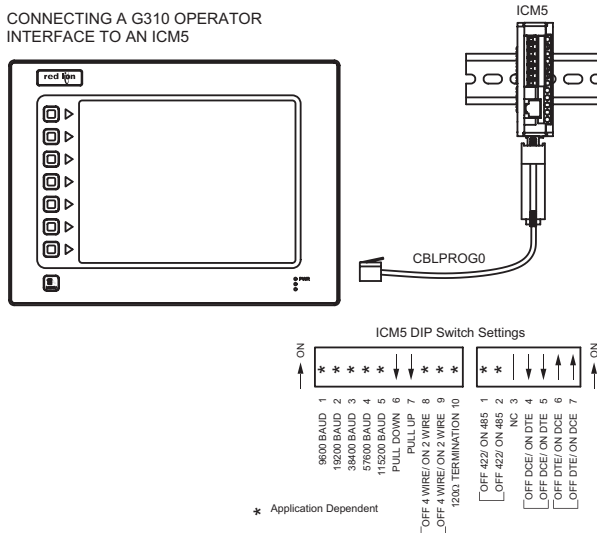 CONNECTING A G310 OPERATOR
INTERFACE TO AN ICM5
ICM5
red lion
PWR
CBLPROG0
ICM5 DIP Switch Settings
ON
ON
* * * * * * * *
* *
9600 BAUD 1
19200 BAUD 2
38400 BAUD 3
57600 BAUD 4
115200 BAUD 5
PULL DOWN 6
PULL UP 7
OFF 4 WIRE/ ON 2 WIRE 8
OFF 4 WIRE/ ON 2 WIRE 9
120Ω TERMINATION 10
OFF 422/ ON 485 1
OFF 422/ ON 485 2
NC 3
OFF DCE/ ON DTE 4
OFF DCE/ ON DTE 5
OFF DTE/ ON DCE 6
OFF DTE/ ON DCE 7
* Application Dependent